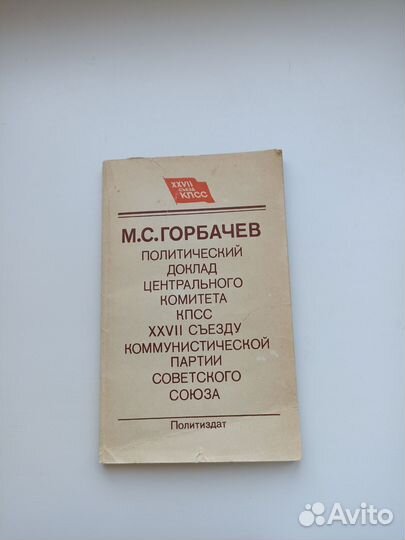 XXVII
СЪЕЗД
КПСС
М.С.ГОРБАЧЕВ
ПОЛИТИЧЕСКИЙ
ДОКЛАД
ЦЕНТРАЛЬНОГО
КОМИТЕТА
КПСС
XXVII СЪЕЗДУ
КОММУНИСТИЧЕСКОЙ
ПАРТИИ
СОВЕТСКОГО
СОЮЗА
Политиздат
Avito